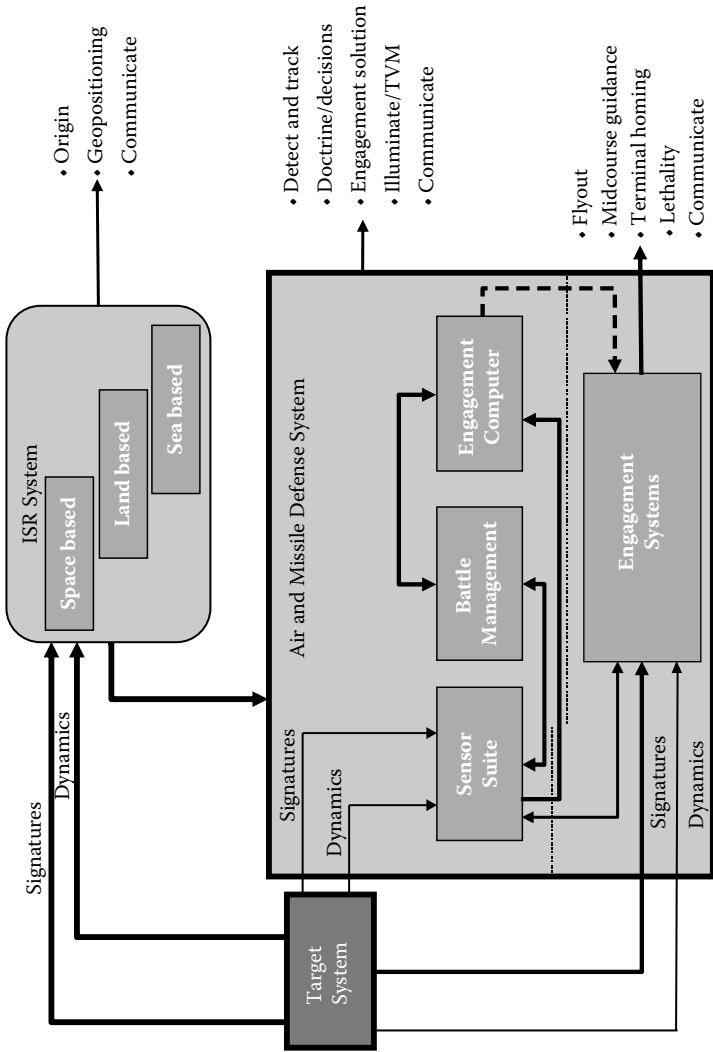 Signatures
Dynamics
ISR System
Space based
Land based
Sea based
⬩ Origin
⬩ Geopositioning
⬩ Communicate
Target
System
Signatures
Dynamics
Air and Missile Defense System
Sensor
Suite
Battle
Management
Engagement
Computer
⬩ Detect and track
⬩ Doctrine/decisions
⬩ Engagement solution
⬩ Illuminate/TVM
⬩ Communicate
Signatures
Dynamics
Engagement
Systems
⬩ Flyout
⬩ Midcourse guidance
⬩ Terminal homing
⬩ Lethality
⬩ Communicate